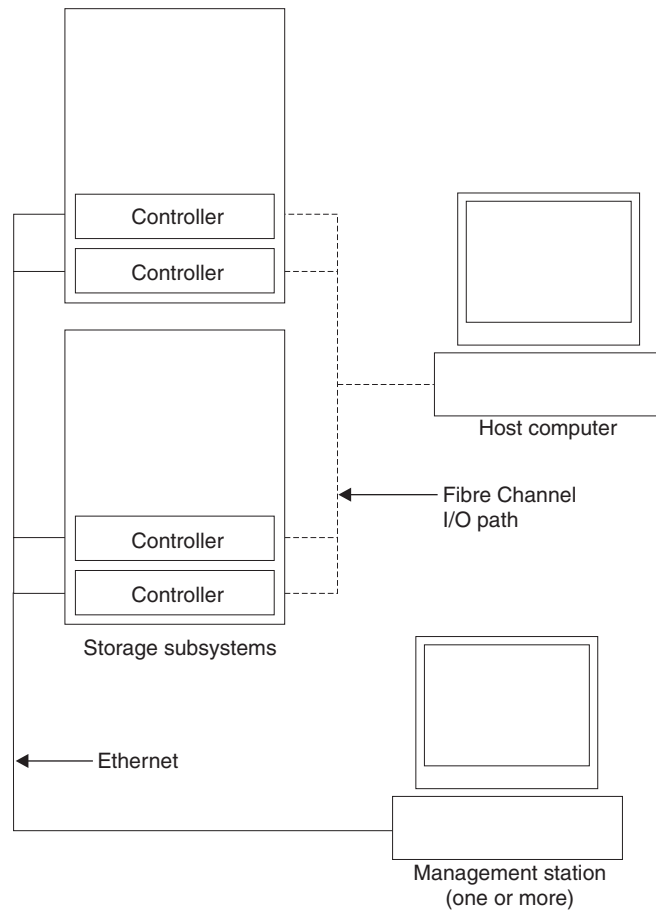 Controller
Controller
Host computer
Fibre Channel
I/O path
Controller
Controller
Storage subsystems
Ethernet
Management station
(one or more)